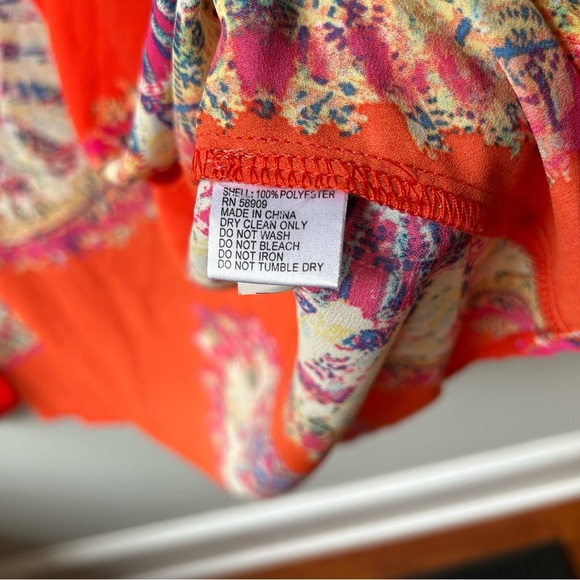 SHELL: 100% POLYESTER
RN 58909
MADE IN CHINA
DRY CLEAN ONLY
DO NOT WASH
DO NOT BLEACH
DO NOT IRON
DO NOT TUMBLE DRY